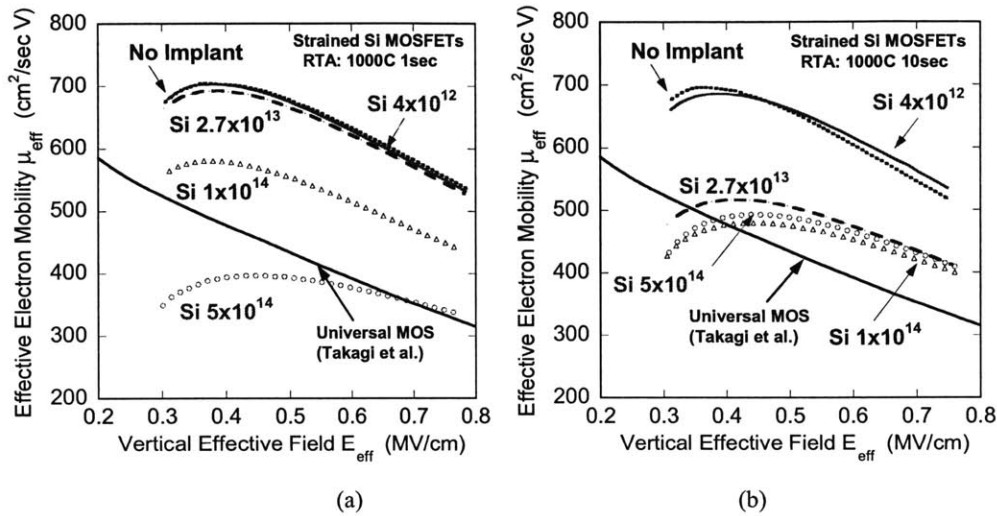 (a)
Effective Electron Mobility μeff (cm²/sec V)
800
700
600
500
400
300
200
No Implant
Strained Si MOSFETs
RTA: 1000C 1sec
Si 4x10¹²
Si 2.7x10¹³
Si 1x10¹⁴
Si 5x10¹⁴
Universal MOS
(Takagi et al.)
0.2 0.3 0.4 0.5 0.6 0.7 0.8
Vertical Effective Field Eeff (MV/cm)
(a)
(b)
Effective Electron Mobility μeff (cm²/sec V)
800
700
600
500
400
300
200
No Implant
Strained Si MOSFETs
RTA: 1000C 10sec
Si 4x10¹²
Si 2.7x10¹³
Si 5x10¹⁴
Universal MOS
(Takagi et al.)
Si 1x10¹⁴
0.2 0.3 0.4 0.5 0.6 0.7 0.8
Vertical Effective Field Eeff (MV/cm)
(b)